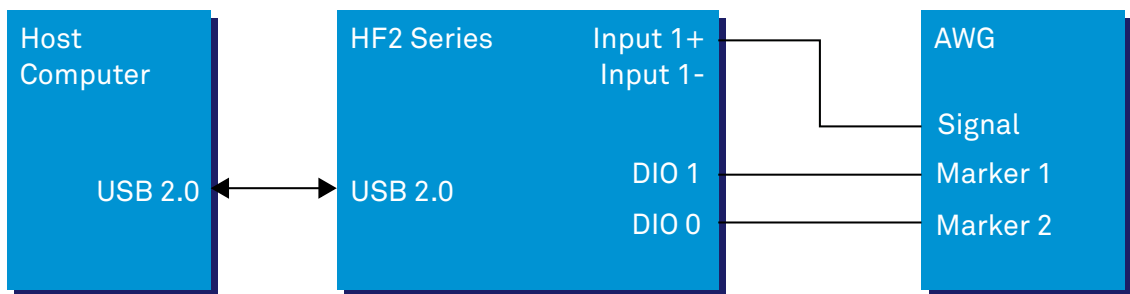 Host
Computer
USB 2.0
HF2 Series
Input 1+
Input 1-
USB 2.0
DIO 1
DIO 0
AWG
Signal
Marker 1
Marker 2